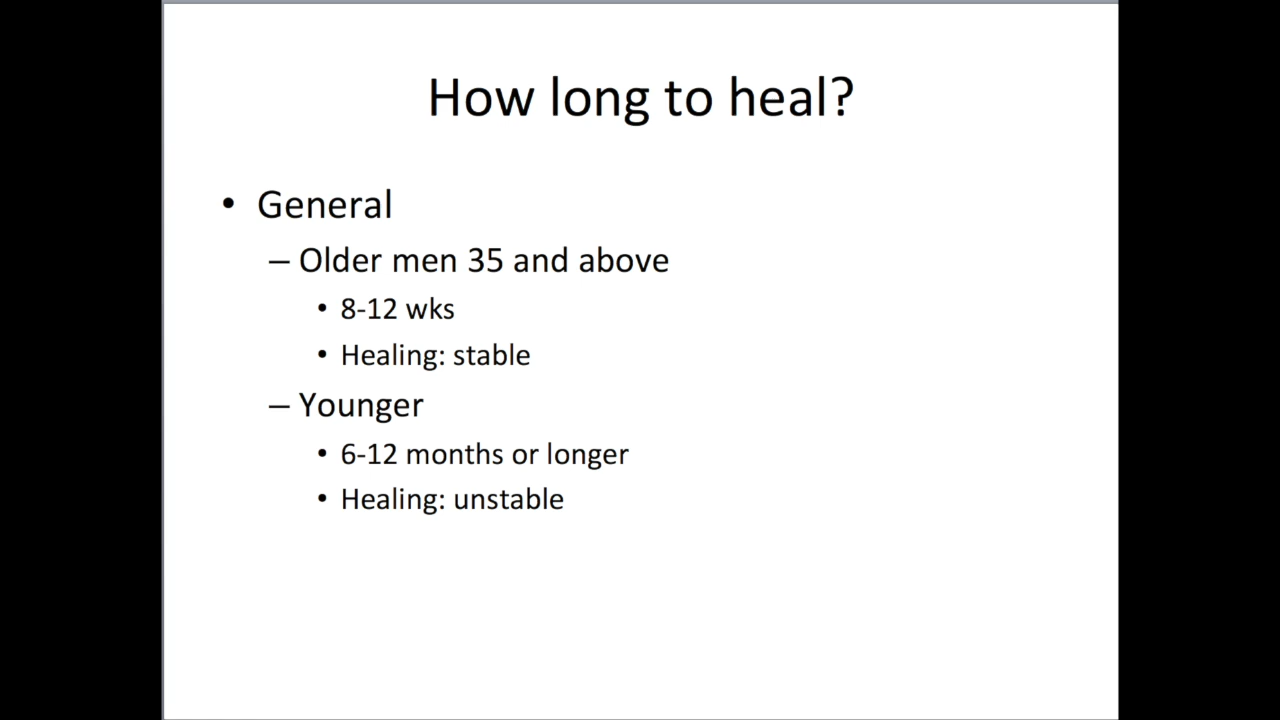 How long to heal?
• General
– Older men 35 and above
• 8-12 wks
• Healing: stable
– Younger
• 6-12 months or longer
• Healing: unstable